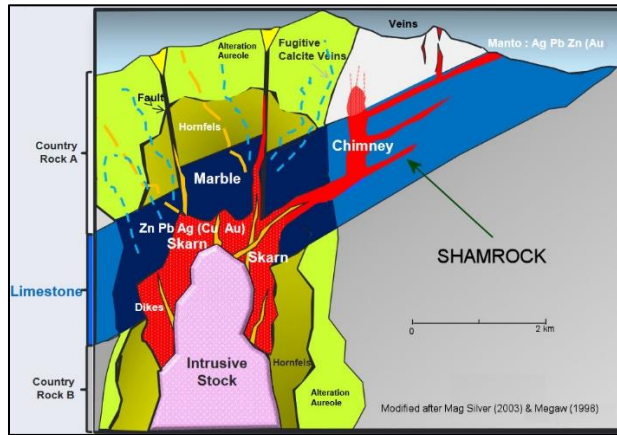 Veins
Alteration
Aureole
Fugitive
Calcite Veins
Manto : Ag Pb Zn (Au
Fault
Country
Rock A
Hornfels
Chimney
Marble
Zn Pb Ag (Cu Au)
Skarn
Skarn
SHAMROCK
Limestone
Dikes
0
2 km
Intrusive
Stock
Hornfels
Country
Rock B
Alteration
Aureole
Modified after Mag Silver (2003) & Megaw (1998)